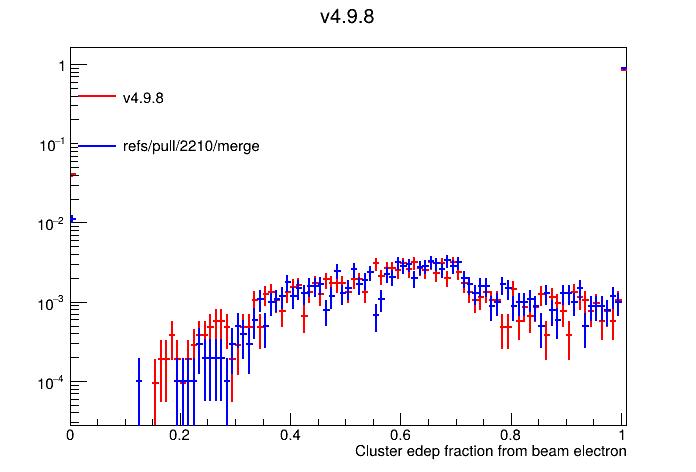 v4.9.8
1
10⁻¹
10⁻²
10⁻³
10⁻⁴
v4.9.8
refs/pull/2210/merge
0 0.2 0.4 0.6 0.8 1
Cluster edep fraction from beam electron